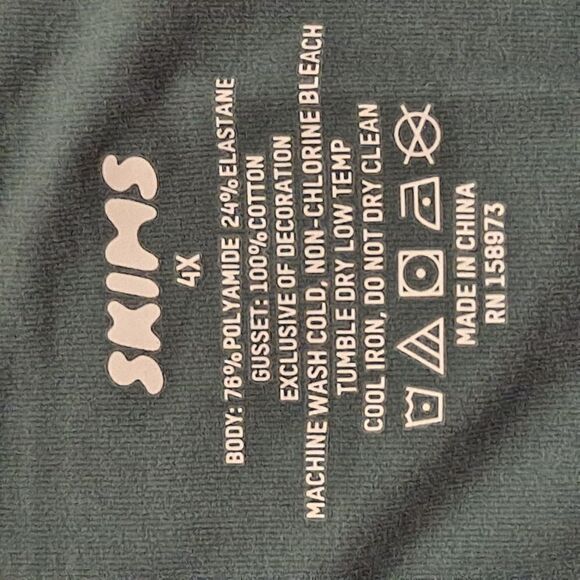 SKIMS
4X
BODY: 76% POLYAMIDE 24% ELASTANE
GUSSET: 100% COTTON
EXCLUSIVE OF DECORATION
MACHINE WASH COLD, NON-CHLORINE BLEACH
TUMBLE DRY LOW TEMP
COOL IRON, DO NOT DRY CLEAN
MADE IN CHINA
RN 158973